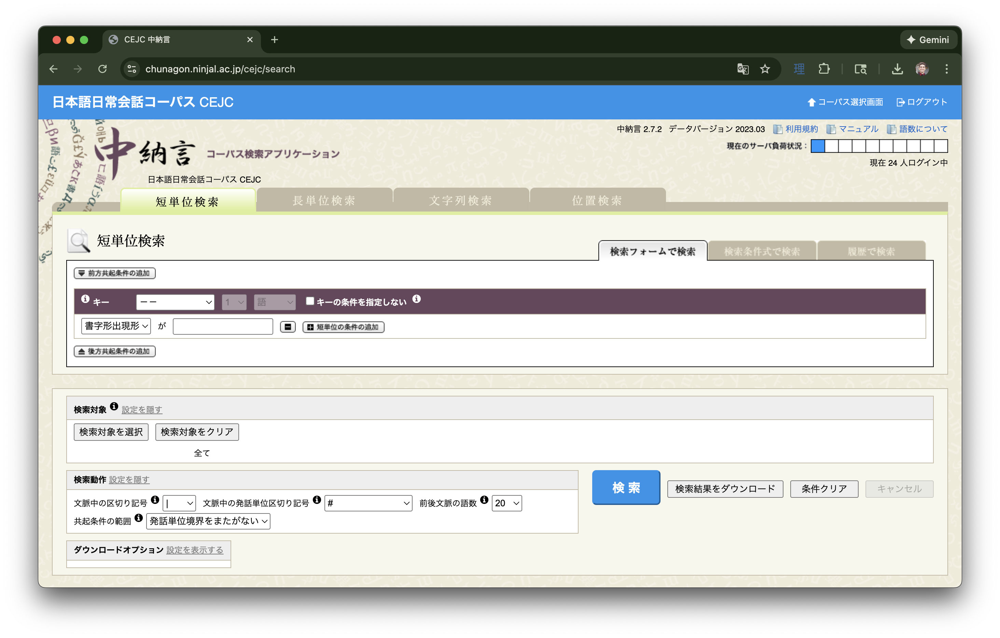 CEJC 中納言
Gemini
chunagon.ninjal.ac.jp/cejc/search
理
日本語日常会話コーパス CEJC
コーパス選択画面 ログアウト
中納言 2.7.2 データバージョン 2023.03 利用規約 マニュアル 語数について
現在のサーバ負荷状況：
現在 24 人ログイン中
中納言 コーパス検索アプリケーション
日本語日常会話コーパス CEJC
短単位検索 長単位検索 文字列検索 位置検索
短単位検索
検索フォームで検索 検索条件式で検索 履歴で検索
前方共起条件の追加
キー ーー 1 語 キーの条件を指定しない
書字形出現形 が 短単位の条件の追加
後方共起条件の追加
検索対象 設定を隠す
検索対象を選択 検索対象をクリア
全て
検索動作 設定を隠す
文脈中の区切り記号 | 文脈中の発話単位区切り記号 # 前後文脈の語数 20
共起条件の範囲 発話単位境界をまたがない
検索 検索結果をダウンロード 条件クリア キャンセル
ダウンロードオプション 設定を表示する